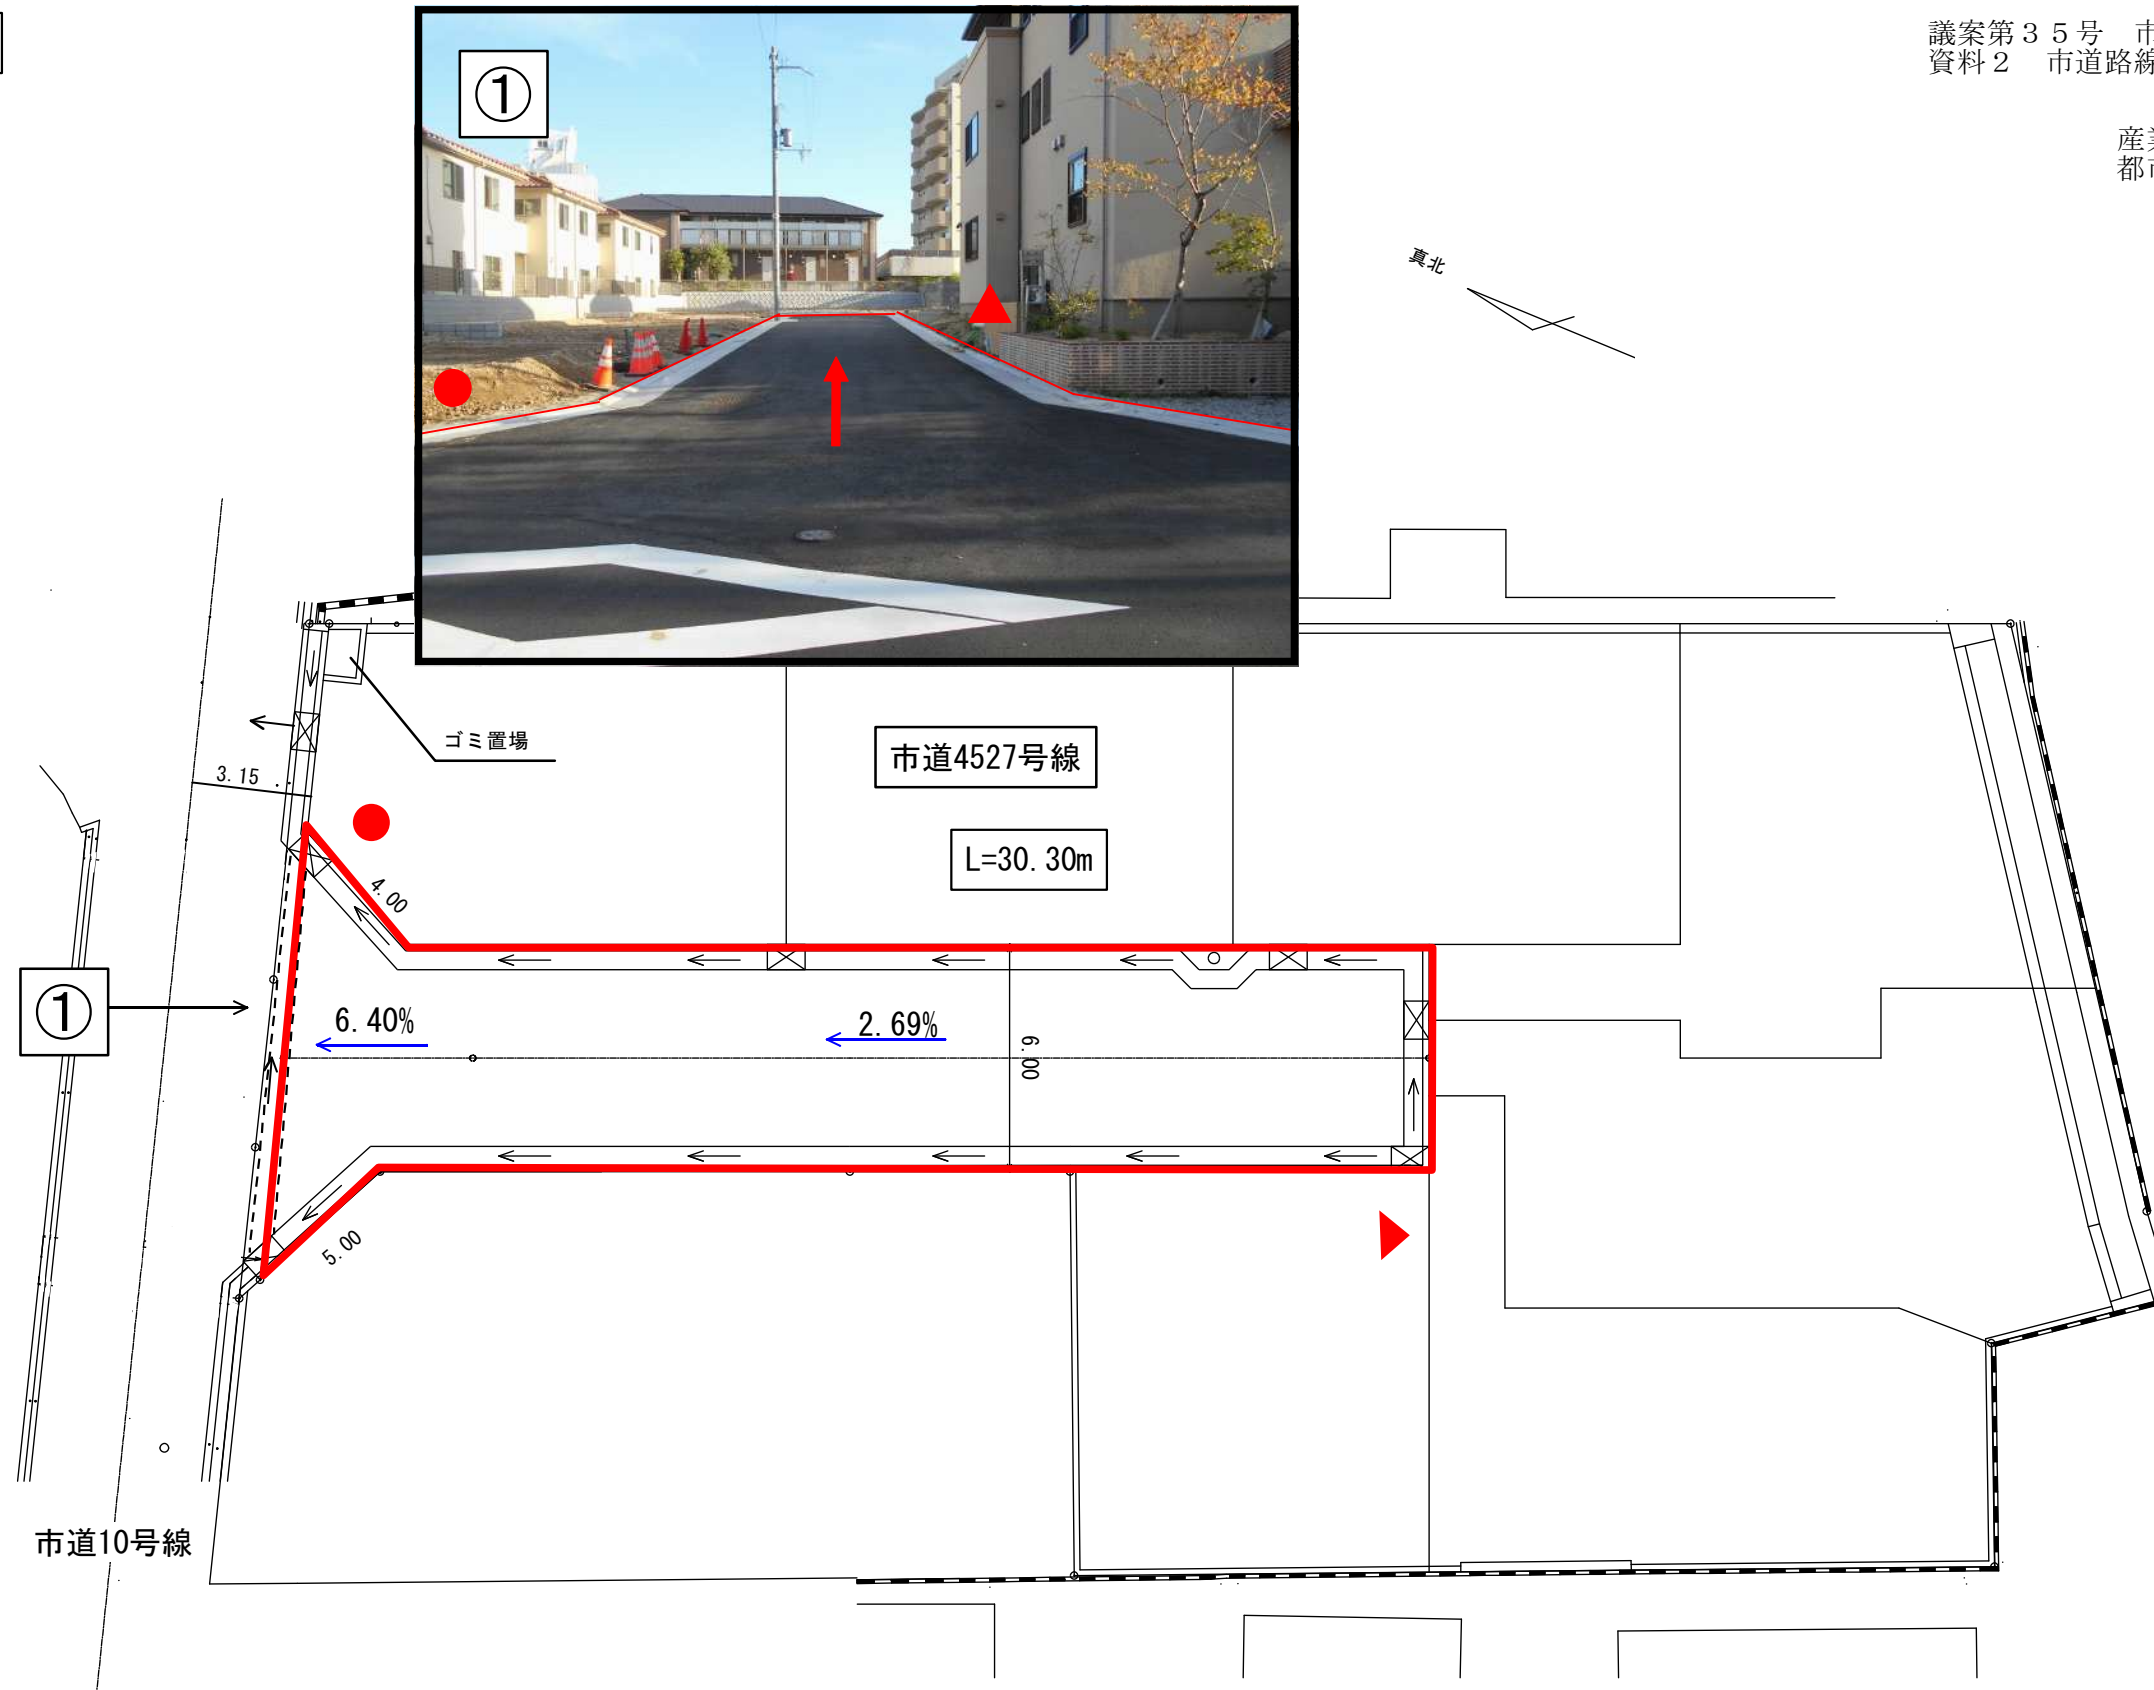 議案第３５号　市
資料２　市道路線
産業
都市
①
真北
ゴミ置場
3.15
市道4527号線
L=30.30m
4.00
①
6.40%
2.69%
6.00
5.00
市道10号線